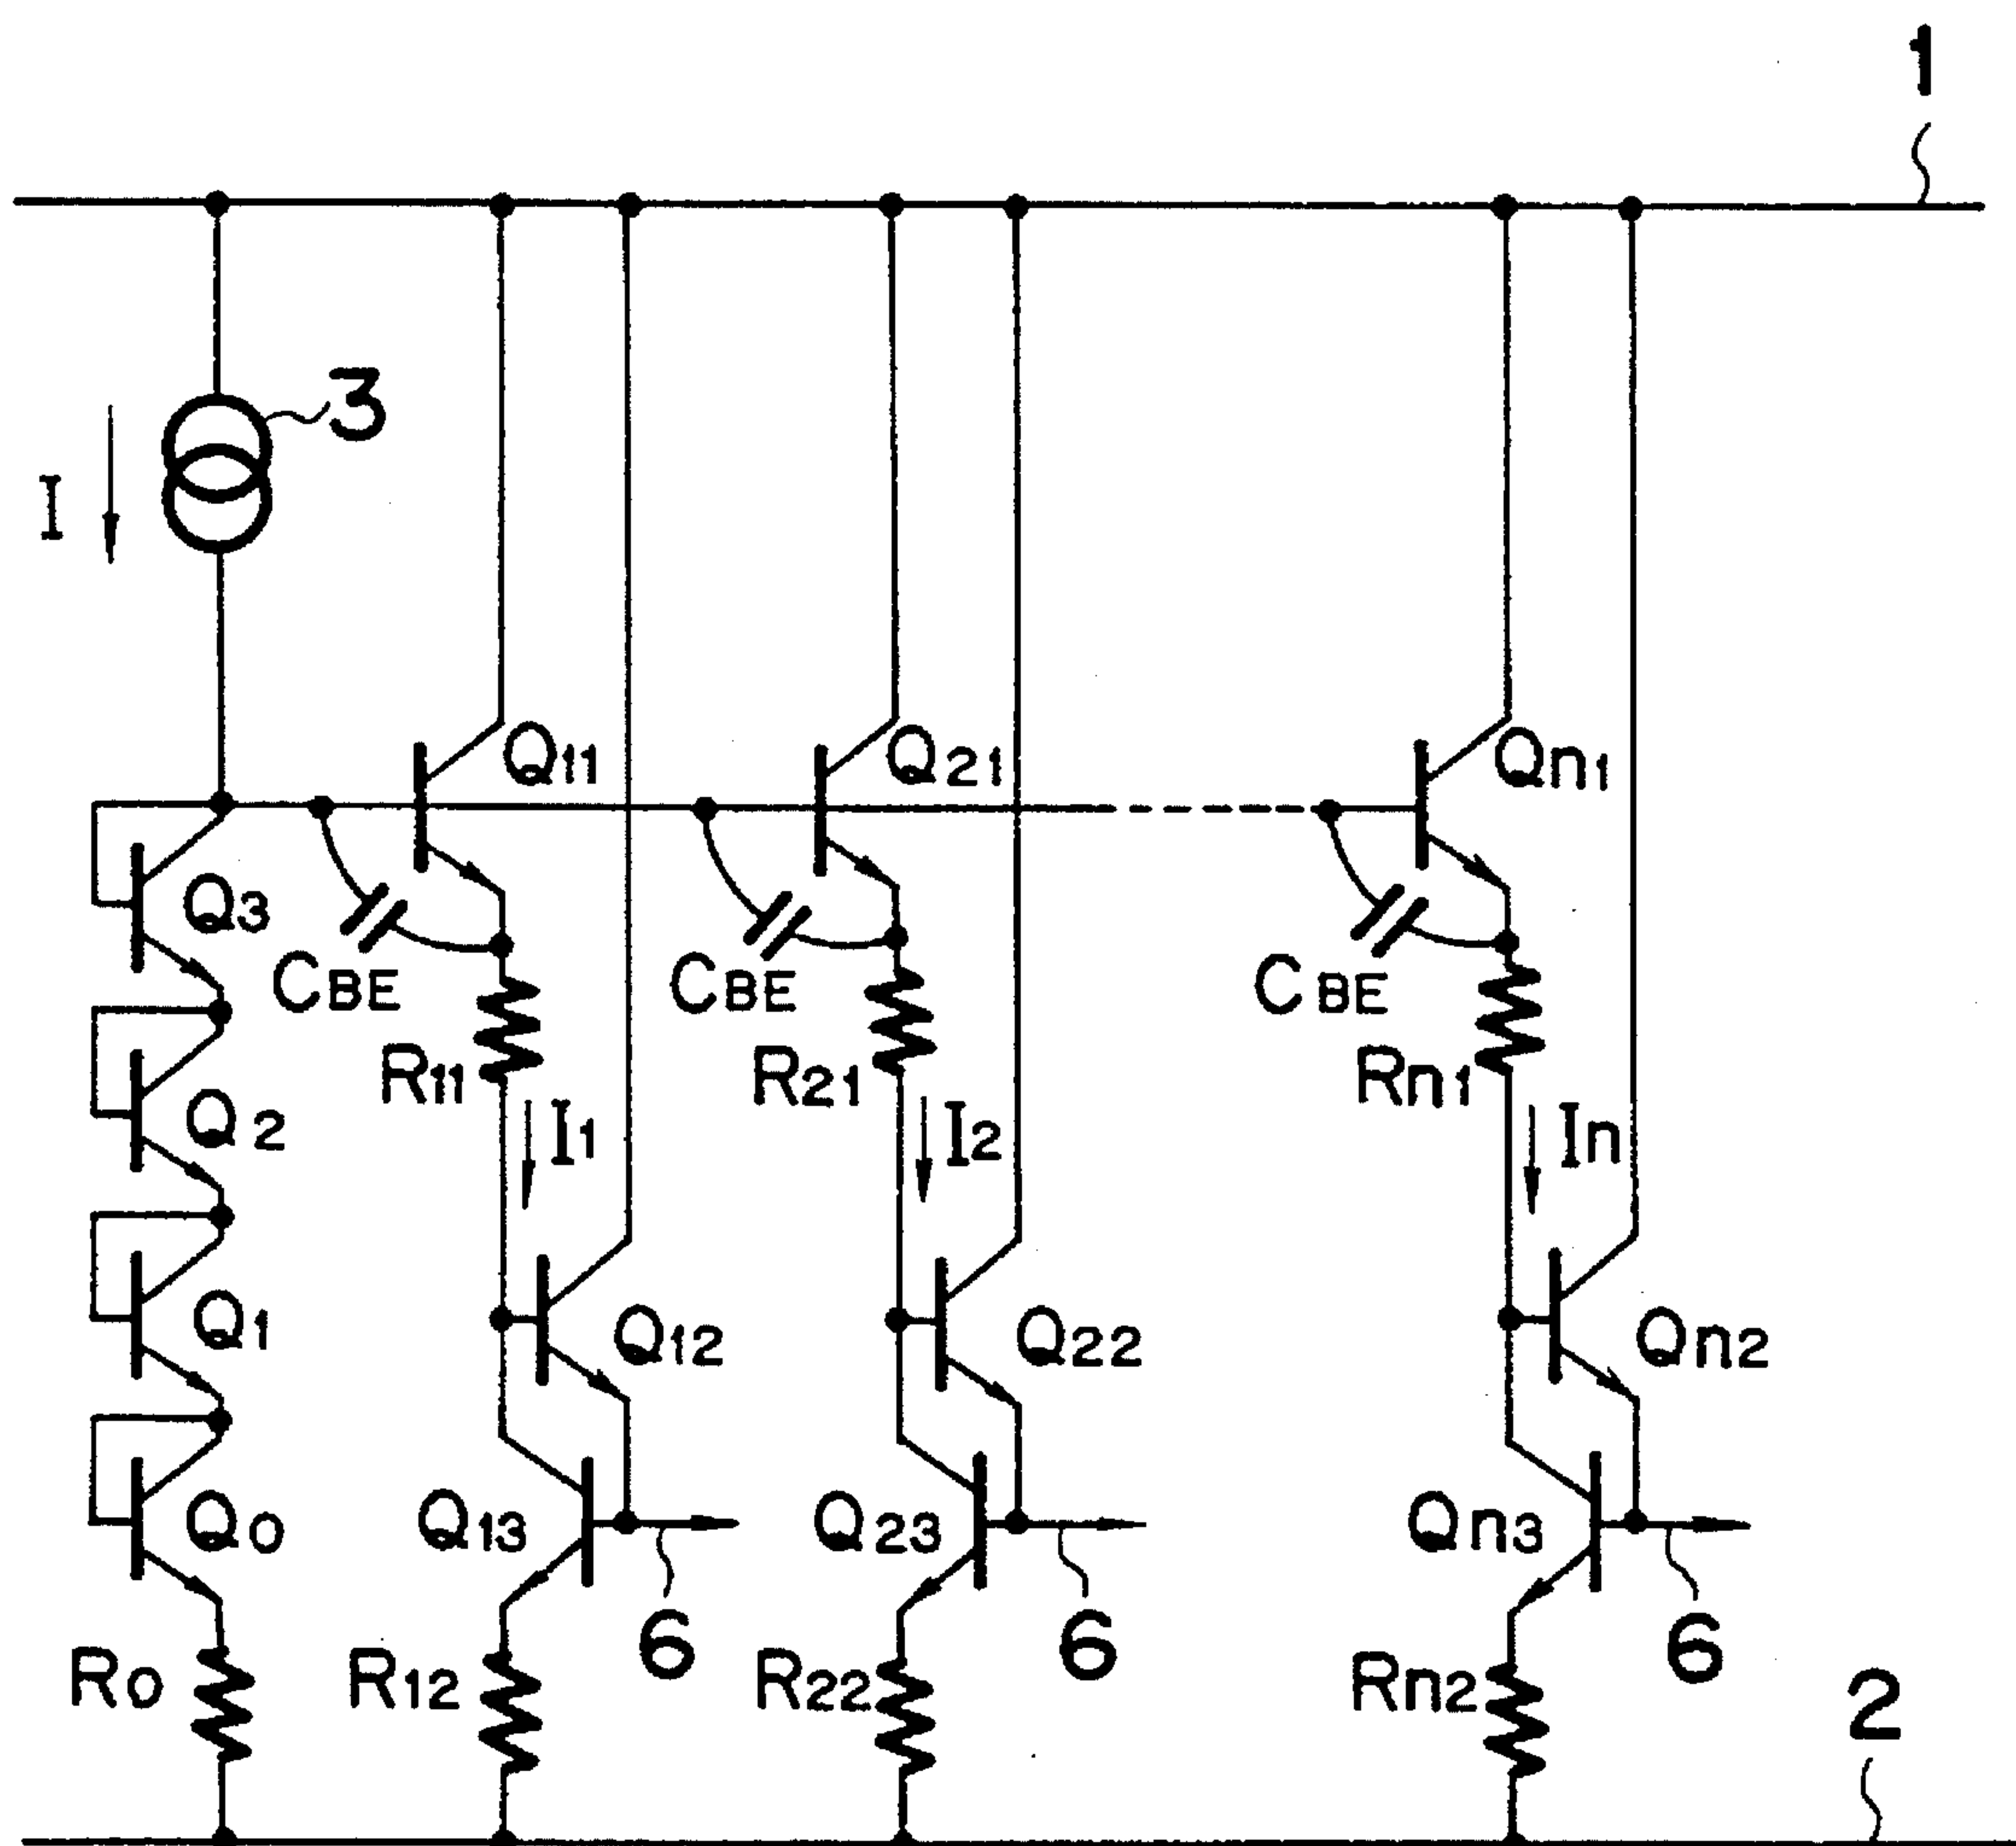 1
3
I
Q11
Q21
Qn1
Q3
CBE
CBE
CBE
R11
R21
Rn1
Q2
I1
I2
In
Q1
Q12
Q22
Qn2
Q0
Q13
Q23
Qn3
6
6
6
R0
R12
R22
Rn2
2